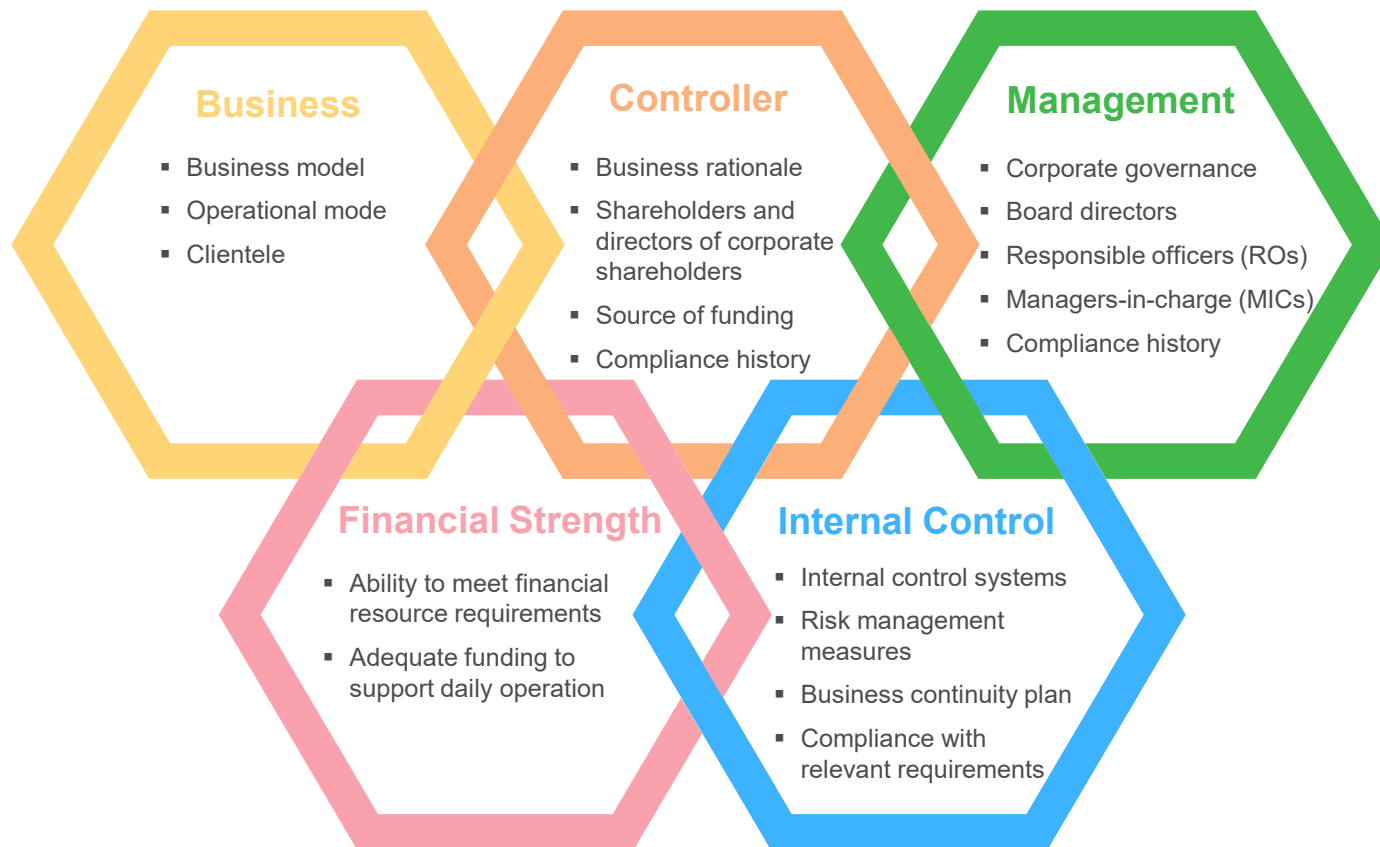 Business
▪ Business model
▪ Operational mode
▪ Clientele
Controller
▪ Business rationale
▪ Shareholders and
directors of corporate
shareholders
▪ Source of funding
▪ Compliance history
Management
▪ Corporate governance
▪ Board directors
▪ Responsible officers (ROs)
▪ Managers-in-charge (MICs)
▪ Compliance history
Financial Strength
▪ Ability to meet financial
resource requirements
▪ Adequate funding to
support daily operation
Internal Control
▪ Internal control systems
▪ Risk management
measures
▪ Business continuity plan
▪ Compliance with
relevant requirements